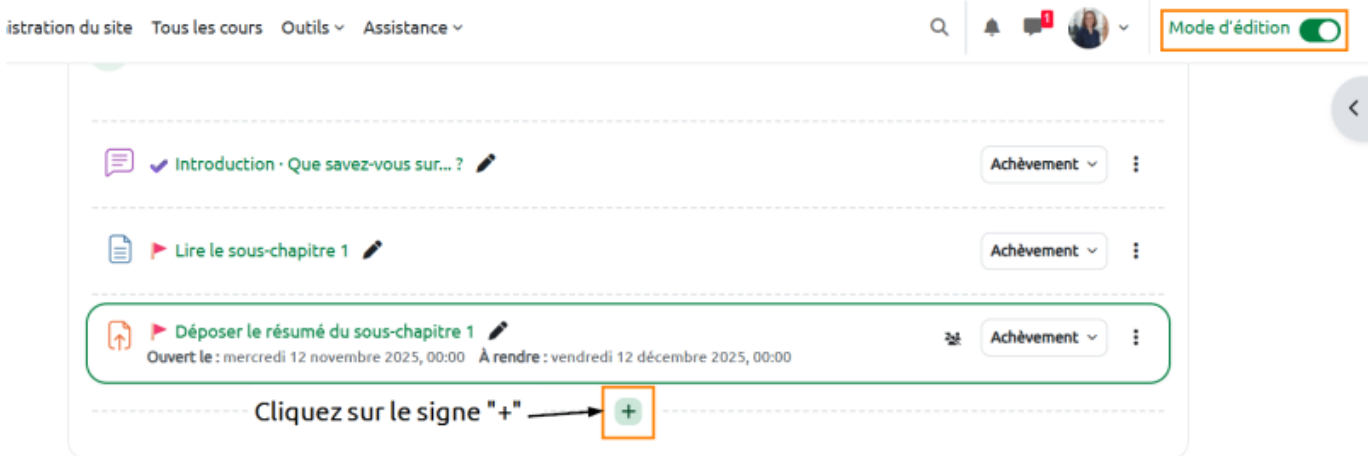 istration du site Tous les cours Outils Assistance 1 Mode d'édition
Introduction · Que savez-vous sur... ? Achèvement
Lire le sous-chapitre 1 Achèvement
Déposer le résumé du sous-chapitre 1 Achèvement
Ouvert le : mercredi 12 novembre 2025, 00:00 À rendre : vendredi 12 décembre 2025, 00:00
Cliquez sur le signe "+" +